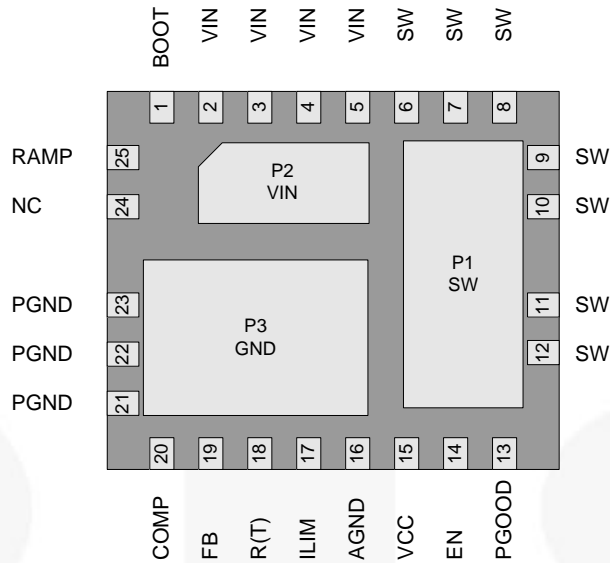 BOOT
VIN
VIN
VIN
VIN
SW
SW
SW
1
2
3
4
5
6
7
8
RAMP
25
P2
VIN
9
SW
NC
24
10
SW
P1
SW
PGND
23
P3
GND
11
SW
PGND
22
12
SW
PGND
21
20
19
18
17
16
15
14
13
COMP
FB
R(T)
ILIM
AGND
VCC
EN
PGOOD